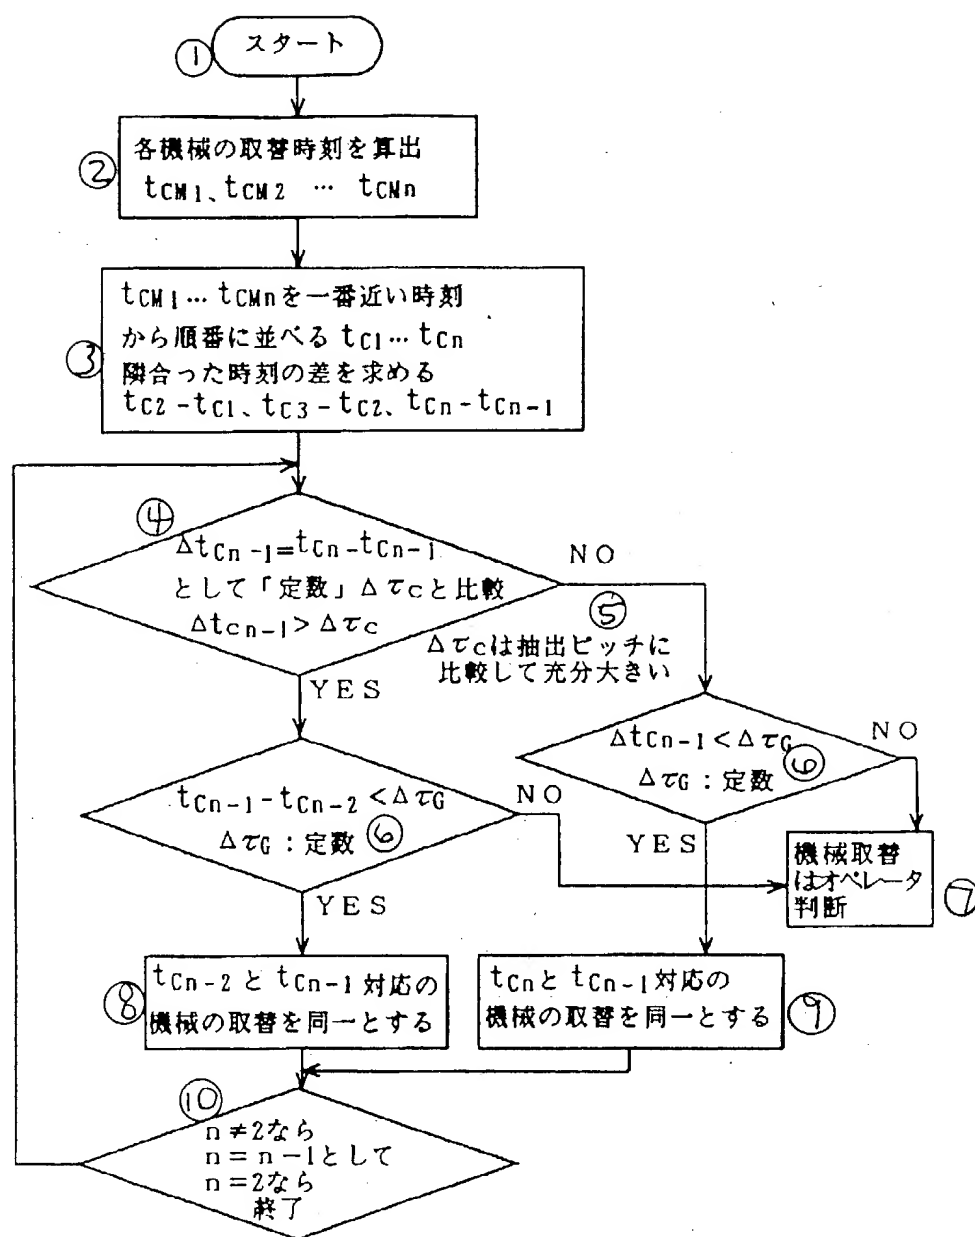 ①
スタート
②
各機械の取替時刻を算出
tCM1、tCM2 … tCMn
③
tCM1…tCMnを一番近い時刻
から順番に並べる tC1…tCn
隣合った時刻の差を求める
tC2-tC1、tC3-tC2、tCn-tCn-1
④
ΔtCn-1=tCn-tCn-1
として「定数」Δτcと比較
Δtcn-1>Δτc
NO
⑤
Δτcは抽出ピッチに
比較して充分大きい
YES
ΔtCn-1<ΔτG
ΔτG:定数 ⑥
NO
YES
tCn-1-tCn-2<ΔτG
ΔτG:定数 ⑥
NO
YES
機械取替
はオペレータ
判断
⑦
⑧
tCn-2と tCn-1対応の
機械の取替を同一とする
tCnと tCn-1対応の
機械の取替を同一とする
⑨
⑩
n≠2なら
n=n-1として
n=2なら
終了